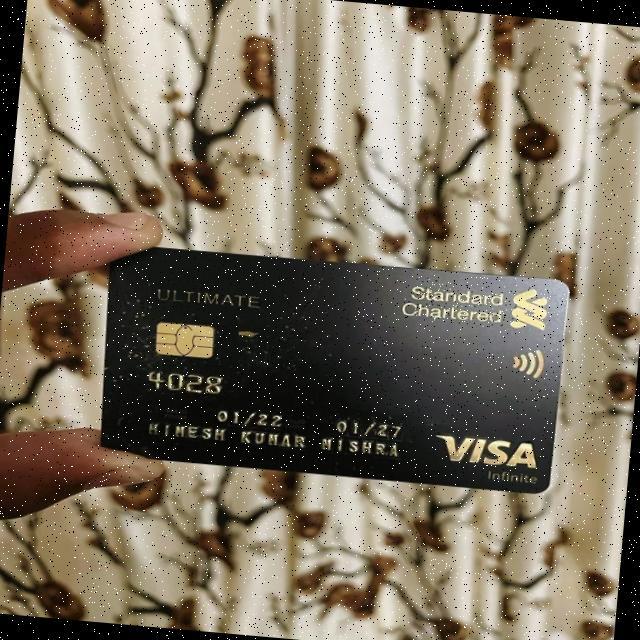 ULTIMATE
Standard
Chartered
4028
01/22 01/27
HIMESH KUMAR MISHRA
VISA
Infinite